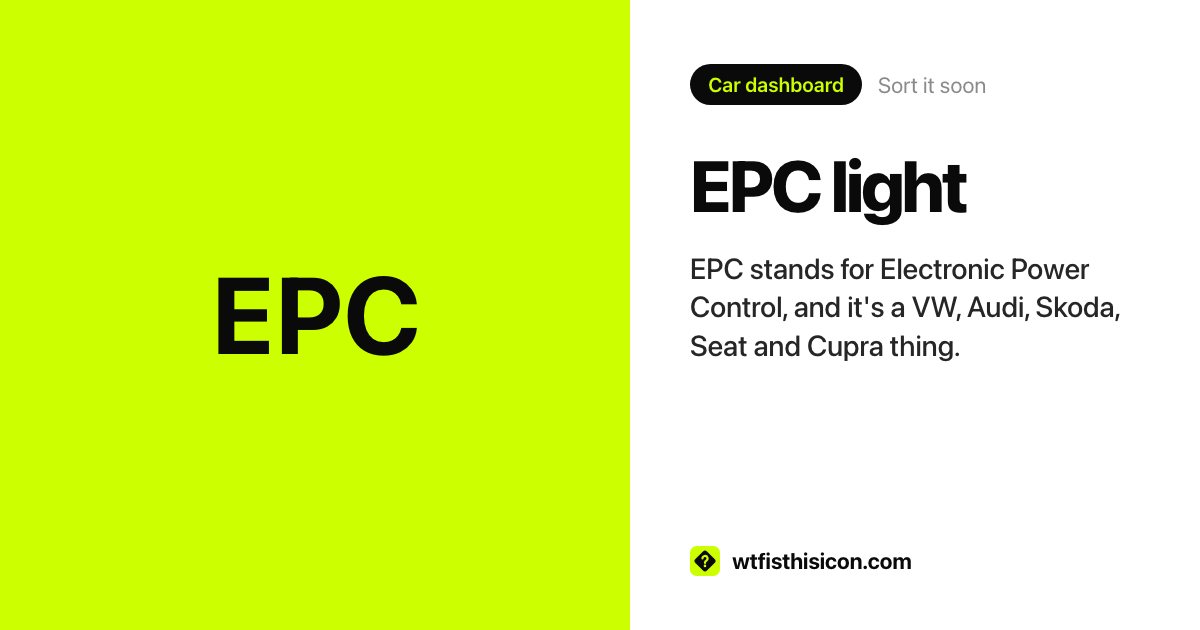 EPC
Car dashboard
Sort it soon
EPC light
EPC stands for Electronic Power
Control, and it's a VW, Audi, Skoda,
Seat and Cupra thing.
?
wtfisthisicon.com